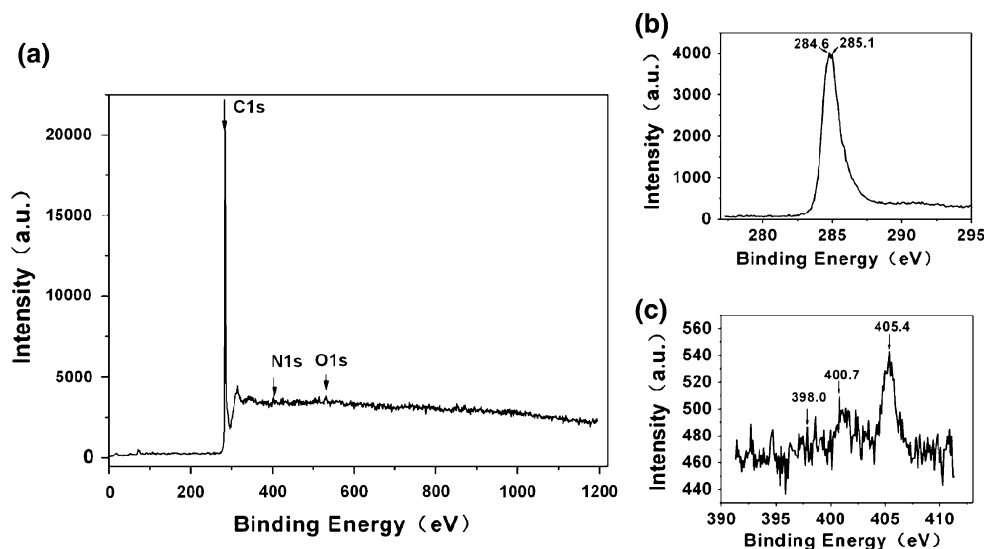 (a)
C1s
N1s
O1s
20000
15000
10000
5000
0
0 200 400 600 800 1000 1200
Intensity（a.u.）
Binding Energy（eV）
(b)
284.6 285.1
4000
3000
2000
1000
0
280 285 290 295
Intensity（a.u.）
Binding Energy（eV）
(c)
405.4
400.7
398.0
560
540
520
500
480
460
440
390 395 400 405 410
Intensity（a.u.）
Binding Energy（eV）